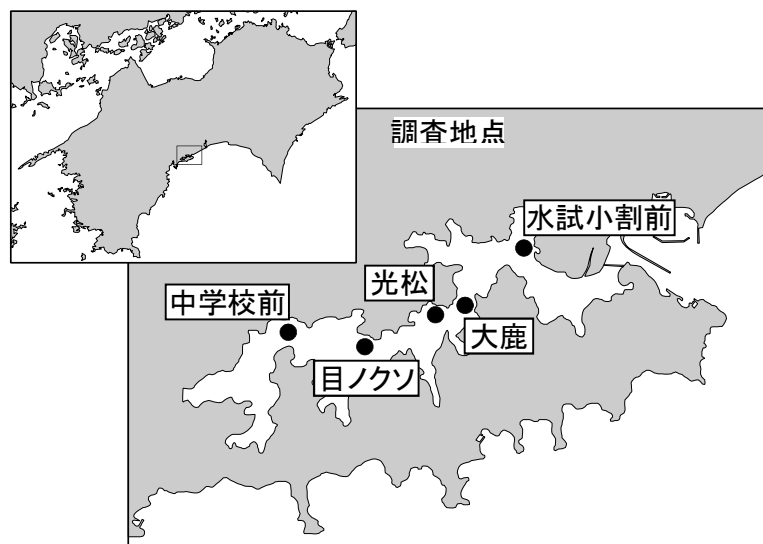 調査地点
水試小割前
光松
中学校前
大鹿
目ノクソ